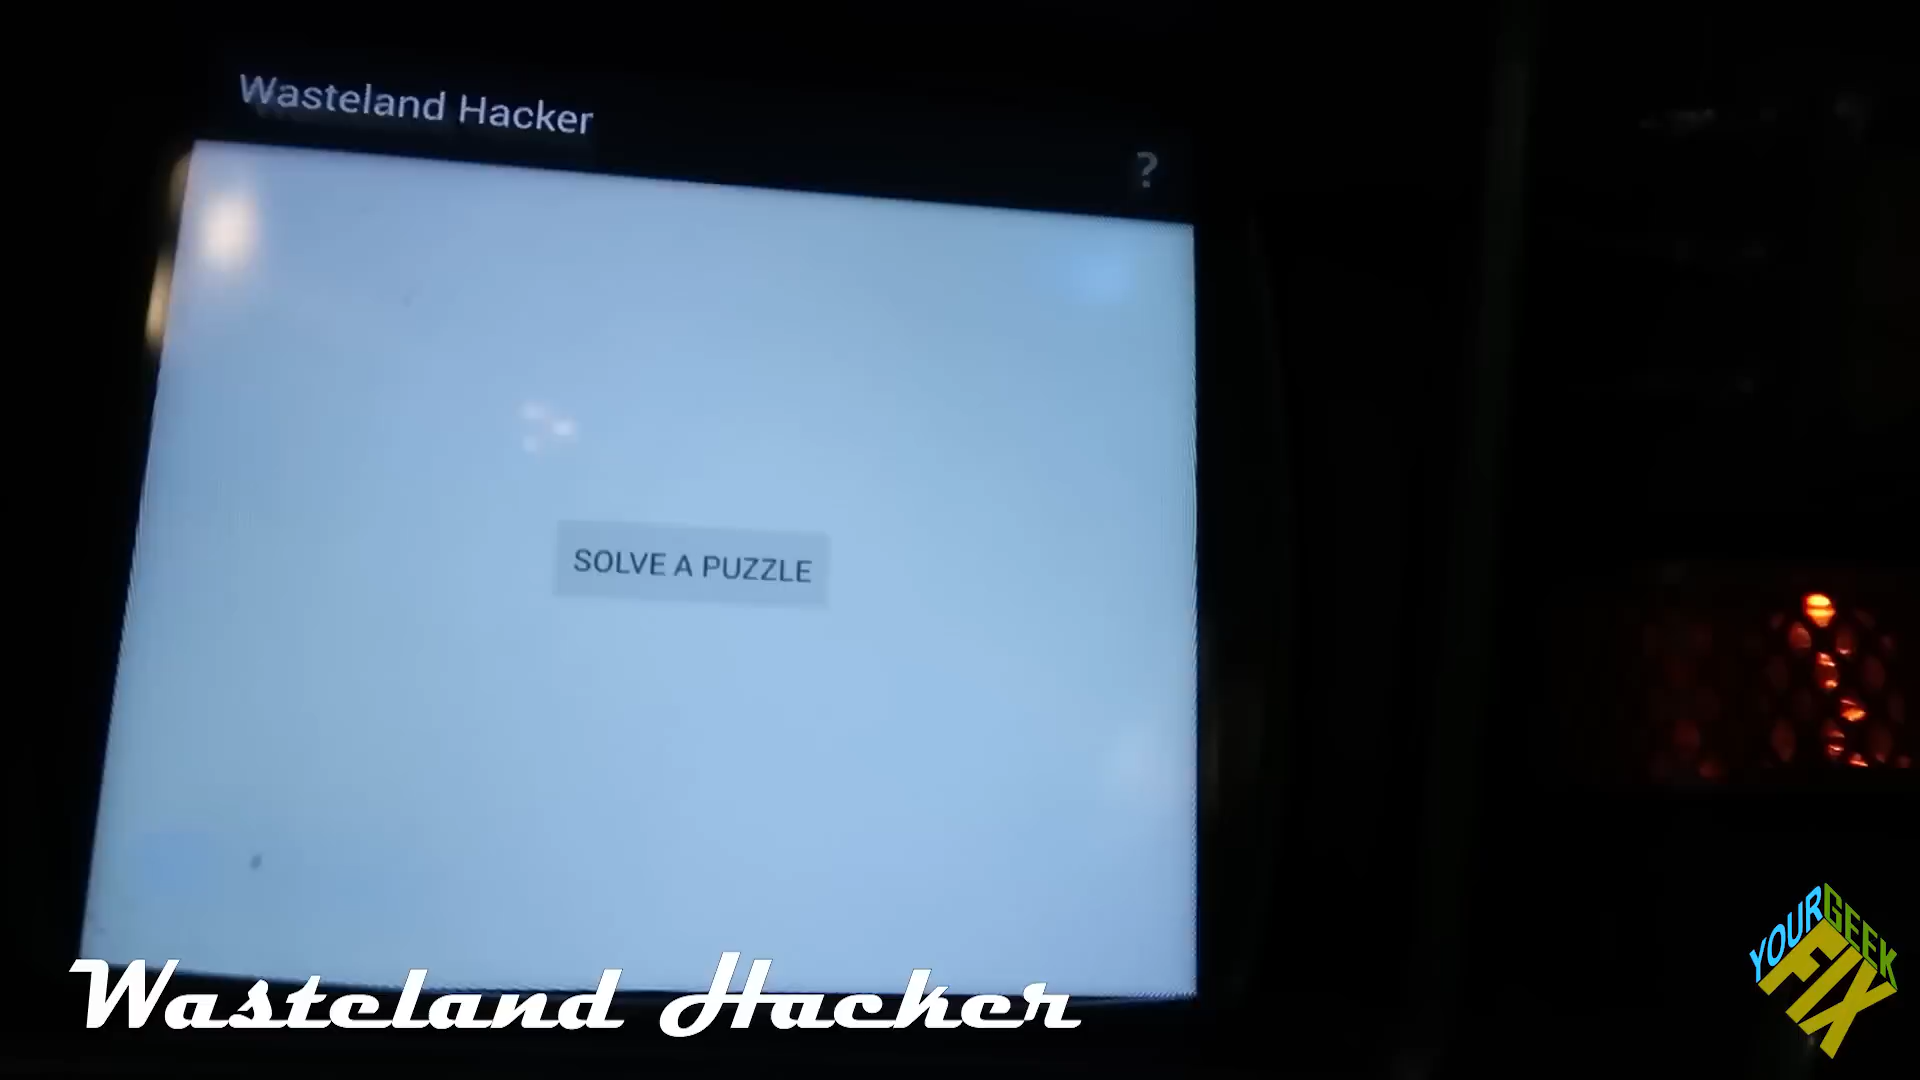 Wasteland Hacker
?
SOLVE A PUZZLE
Wasteland Hacker
YOUR GEEK
FIX